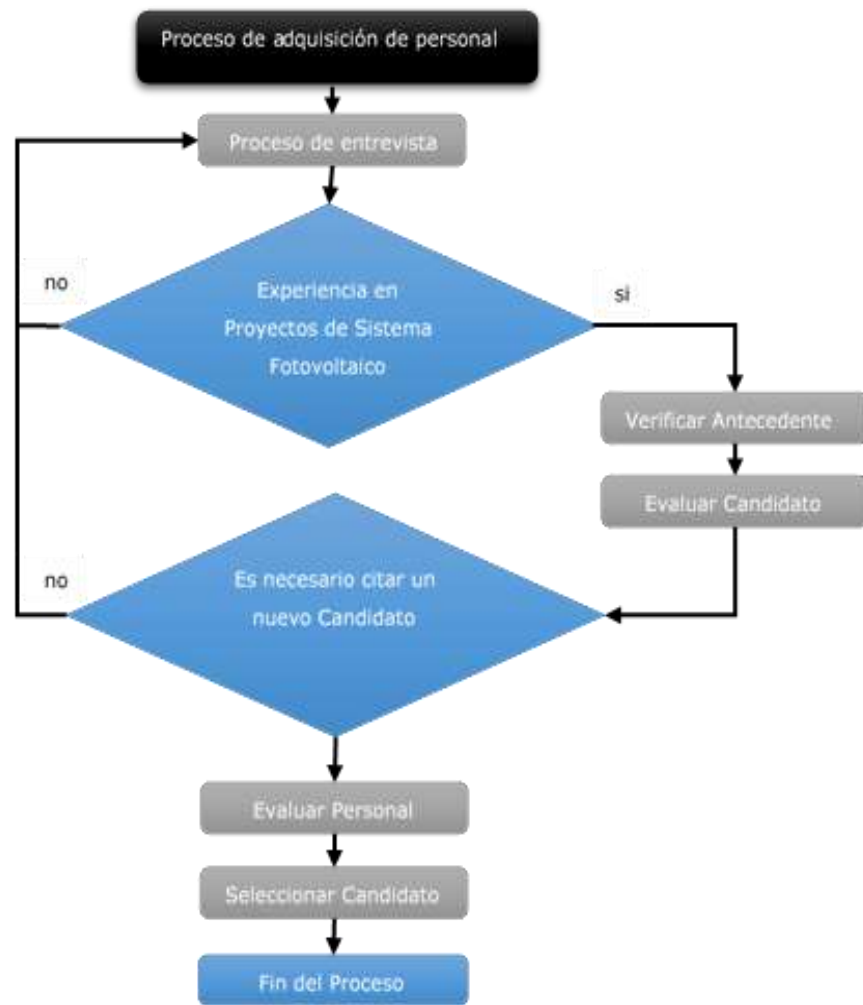 Proceso de adquisición de personal
Proceso de entrevista
no
Experiencia en
Proyectos de Sistema
Fotovoltaico
si
Verificar Antecedente
Evaluar Candidato
no
Es necesario citar un
nuevo Candidato
Evaluar Personal
Seleccionar Candidato
Fin del Proceso